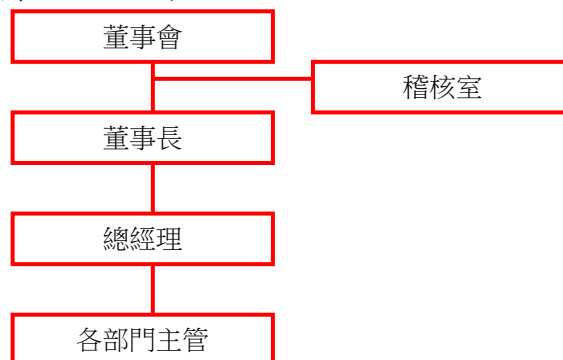 董事會
稽核室
董事長
總經理
各部門主管